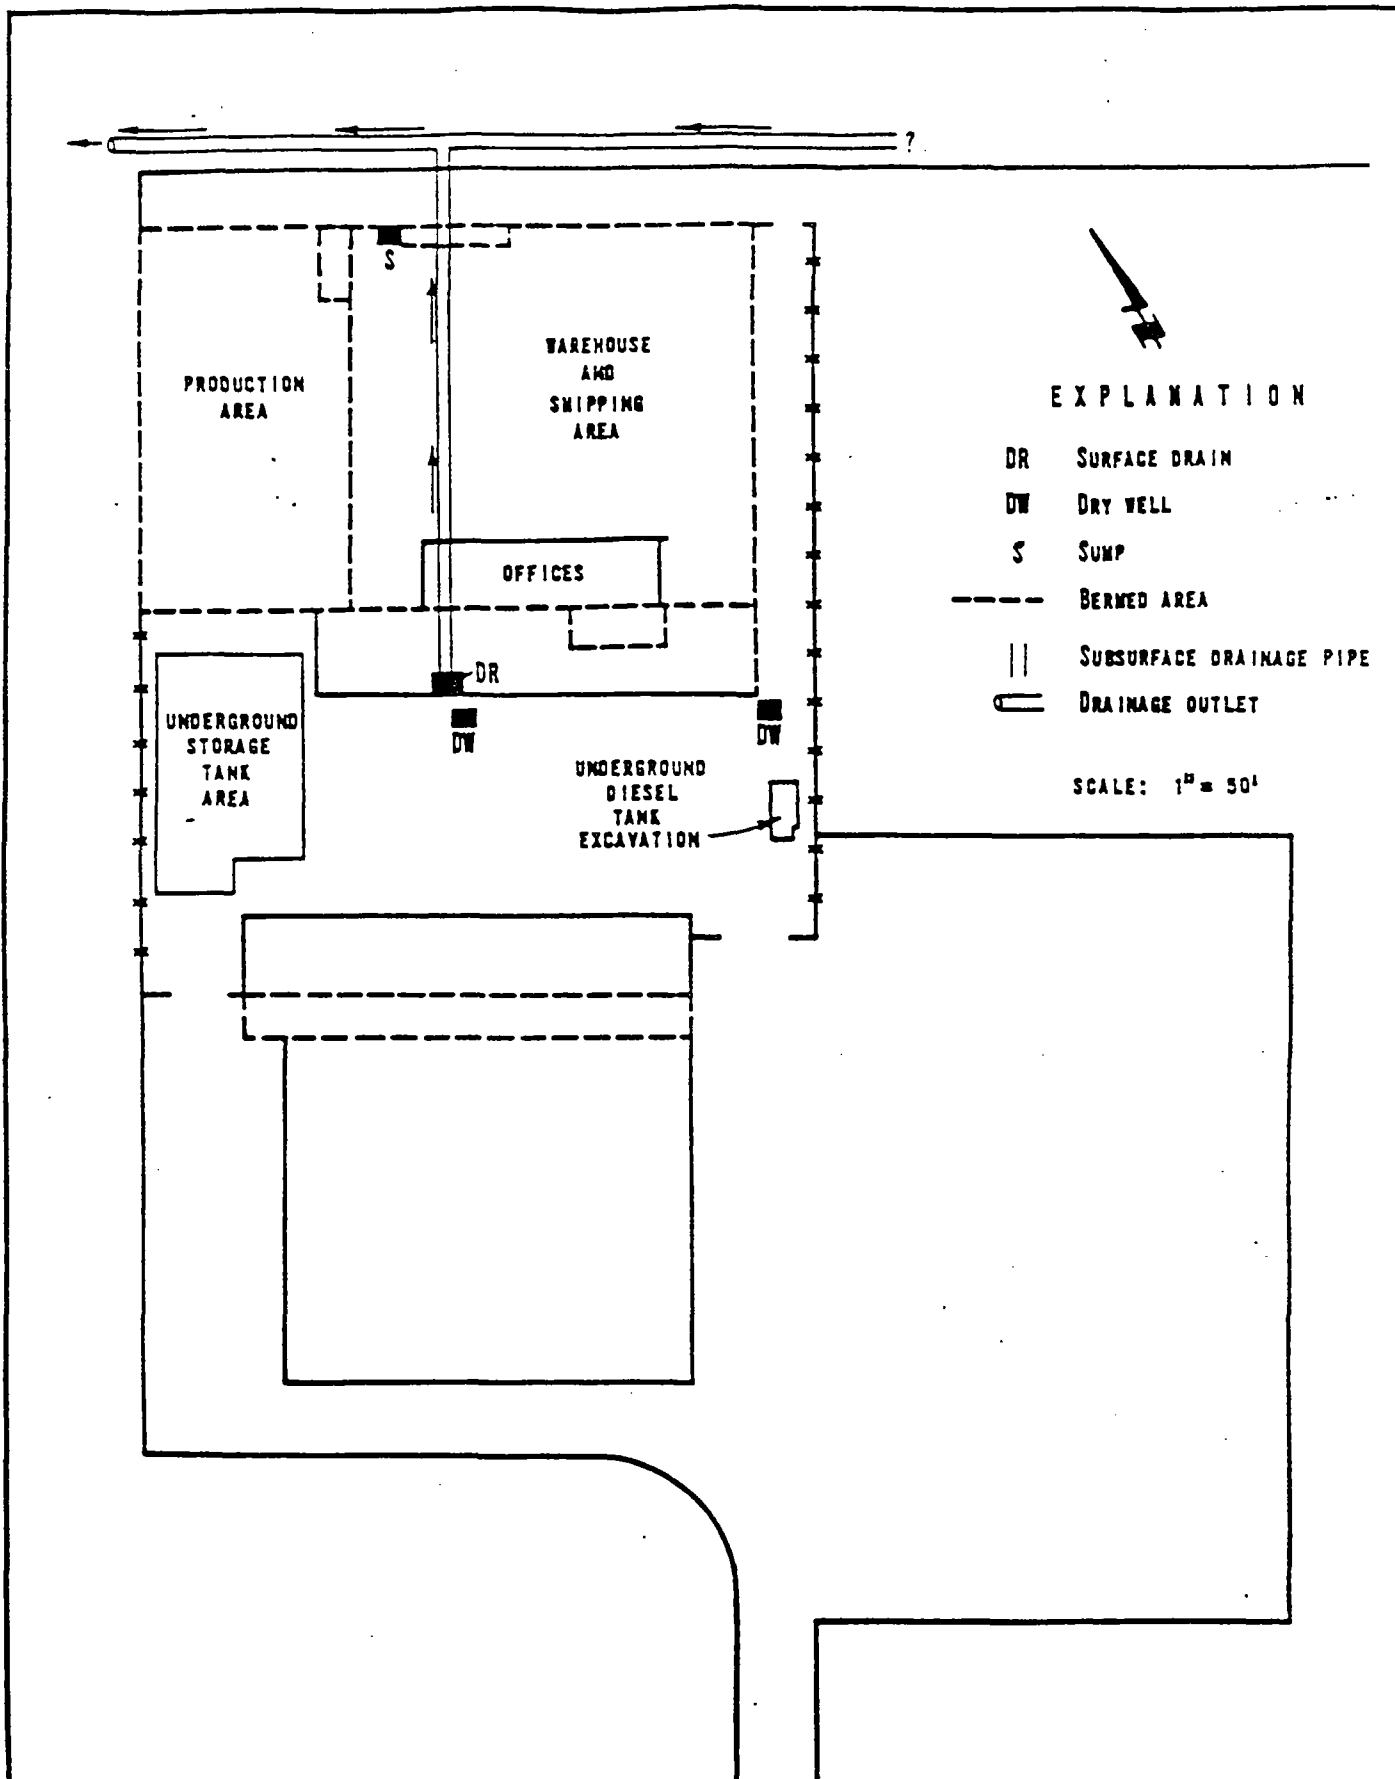 ?
S
PRODUCTION
AREA
WAREHOUSE
AND
SHIPPING
AREA
OFFICES
DR
DW
DW
UNDERGROUND
STORAGE
TANK
AREA
UNDERGROUND
DIESEL
TANK
EXCAVATION
EXPLANATION
DR SURFACE DRAIN
DW DRY WELL
S SUMP
BERMED AREA
SUBSURFACE DRAINAGE PIPE
DRAINAGE OUTLET
SCALE: 1" = 50'